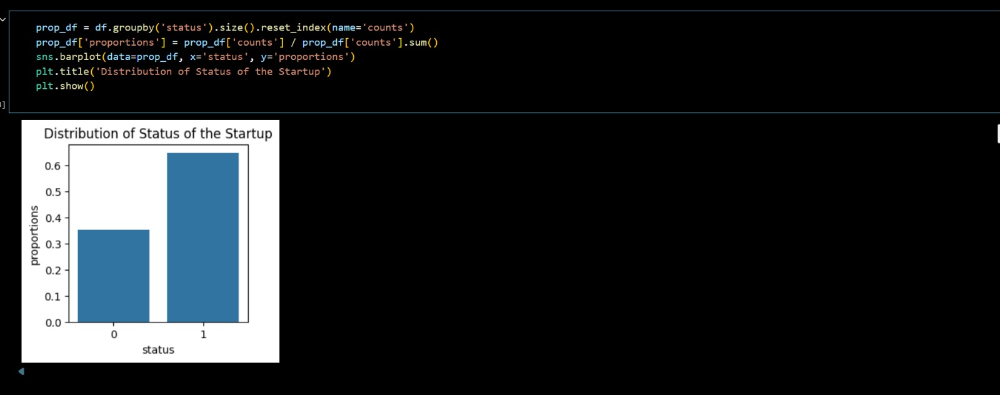 prop_df = df.groupby('status').size().reset_index(name='counts')
prop_df['proportions'] = prop_df['counts'] / prop_df['counts'].sum()
sns.barplot(data=prop_df, x='status', y='proportions')
plt.title('Distribution of Status of the Startup')
plt.show()
]
Distribution of Status of the Startup
proportions
0.6
0.5
0.4
0.3
0.2
0.1
0.0
0 1
status